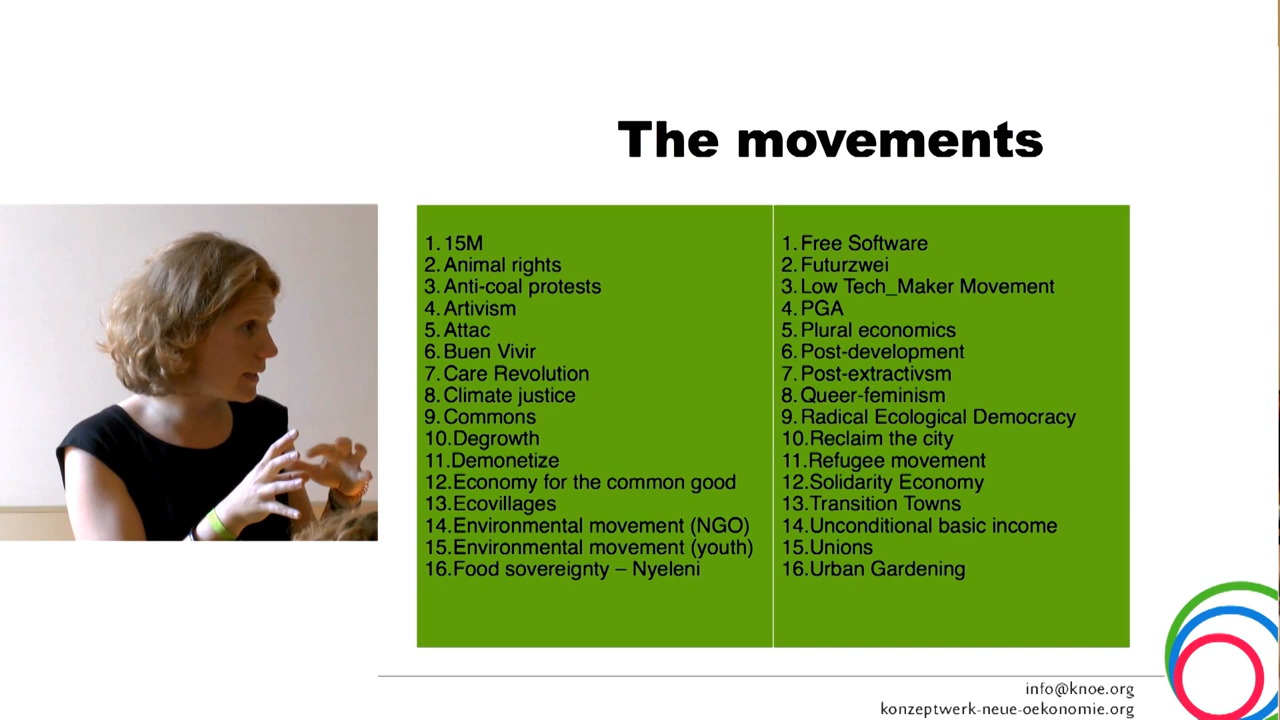 The movements
1. 15M
2. Animal rights
3. Anti-coal protests
4. Artivism
5. Attac
6. Buen Vivir
7. Care Revolution
8. Climate justice
9. Commons
10.Degrowth
11.Demonetize
12.Economy for the common good
13.Ecovillages
14.Environmental movement (NGO)
15.Environmental movement (youth)
16.Food sovereignty – Nyeleni
1. Free Software
2. Futurzwei
3. Low Tech_Maker Movement
4. PGA
5. Plural economics
6. Post-development
7. Post-extractivsm
8. Queer-feminism
9. Radical Ecological Democracy
10.Reclaim the city
11.Refugee movement
12.Solidarity Economy
13.Transition Towns
14.Unconditional basic income
15.Unions
16.Urban Gardening
info@knoe.org
konzeptwerk-neue-oekonomie.org